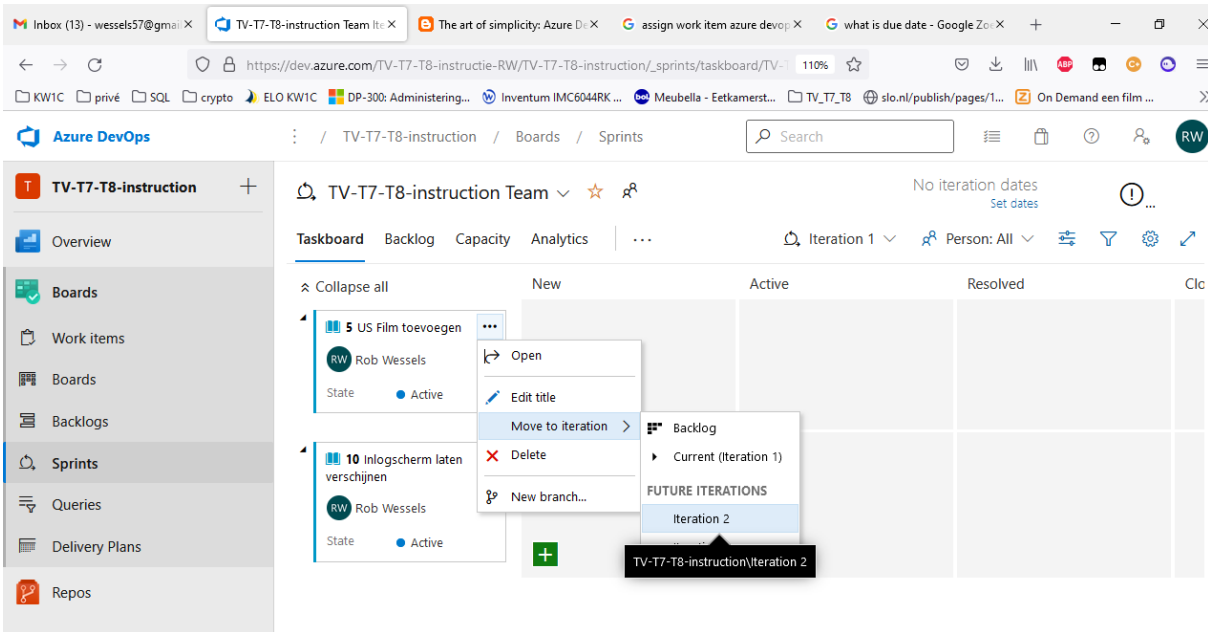 Inbox (13) - wessels57@gmail
TV-T7-T8-instruction Team Ite
The art of simplicity: Azure De
assign work item azure devop
what is due date - Google Zoe
https://dev.azure.com/TV-T7-T8-instructie-RW/TV-T7-T8-instruction/_sprints/taskboard/TV-T
110%
KW1C
privé
SQL
crypto
ELO KW1C
DP-300: Administering...
Inventum IMC6044RK ...
Meubella - Eetkamerst...
TV_T7_T8
slo.nl/publish/pages/1...
On Demand een film ...
Azure DevOps
/ TV-T7-T8-instruction / Boards / Sprints
Search
RW
T TV-T7-T8-instruction
Overview
Boards
Work items
Boards
Backlogs
Sprints
Queries
Delivery Plans
Repos
TV-T7-T8-instruction Team
No iteration dates
Set dates
Taskboard Backlog Capacity Analytics
Iteration 1
Person: All
Collapse all
New
Active
Resolved
Clo
5 US Film toevoegen
RW Rob Wessels
State Active
10 Inlogscherm laten
verschijnen
RW Rob Wessels
State Active
Open
Edit title
Move to iteration
Delete
New branch...
Backlog
Current (Iteration 1)
FUTURE ITERATIONS
Iteration 2
TV-T7-T8-instruction\Iteration 2